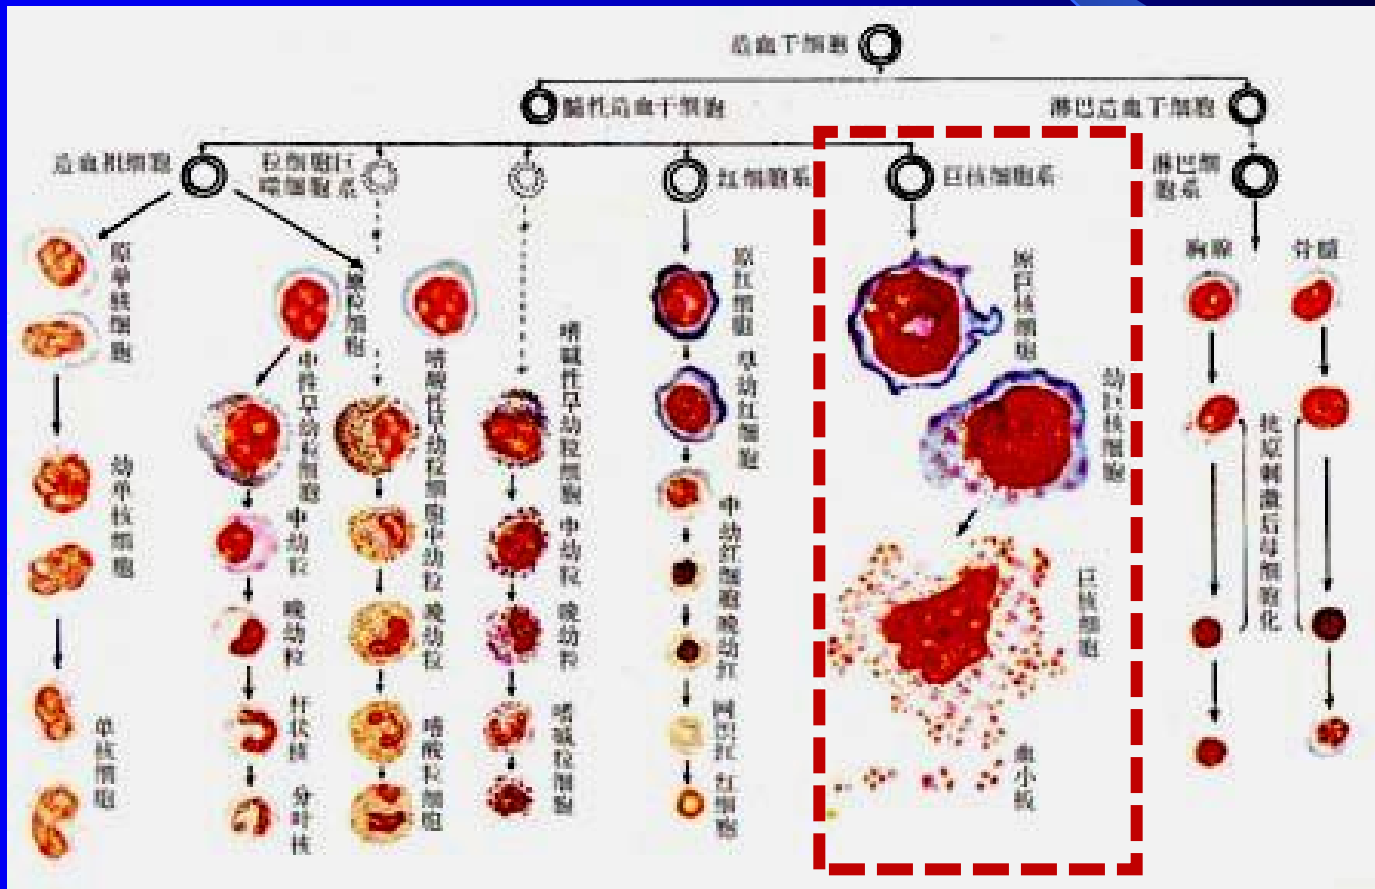 造血干细胞
髓性造血干细胞
淋巴造血干细胞
造血祖细胞
粒细胞巨
噬细胞系
红细胞系
巨核细胞系
淋巴细
胞系
原单核细胞
幼单核细胞
单核细胞
原粒细胞
中性早幼粒细胞
中幼粒
晚幼粒
杆状核
分叶核
嗜酸性早幼粒细胞
中幼粒
晚幼粒
嗜酸粒细胞
嗜碱性早幼粒细胞
中幼粒
晚幼粒
嗜碱粒细胞
原红细胞
早幼红细胞
中幼红细胞
晚幼红
网织红
红细胞
原巨核细胞
幼巨核细胞
巨核细胞
血小板
胸腺
骨髓
抗原刺激后母细胞化